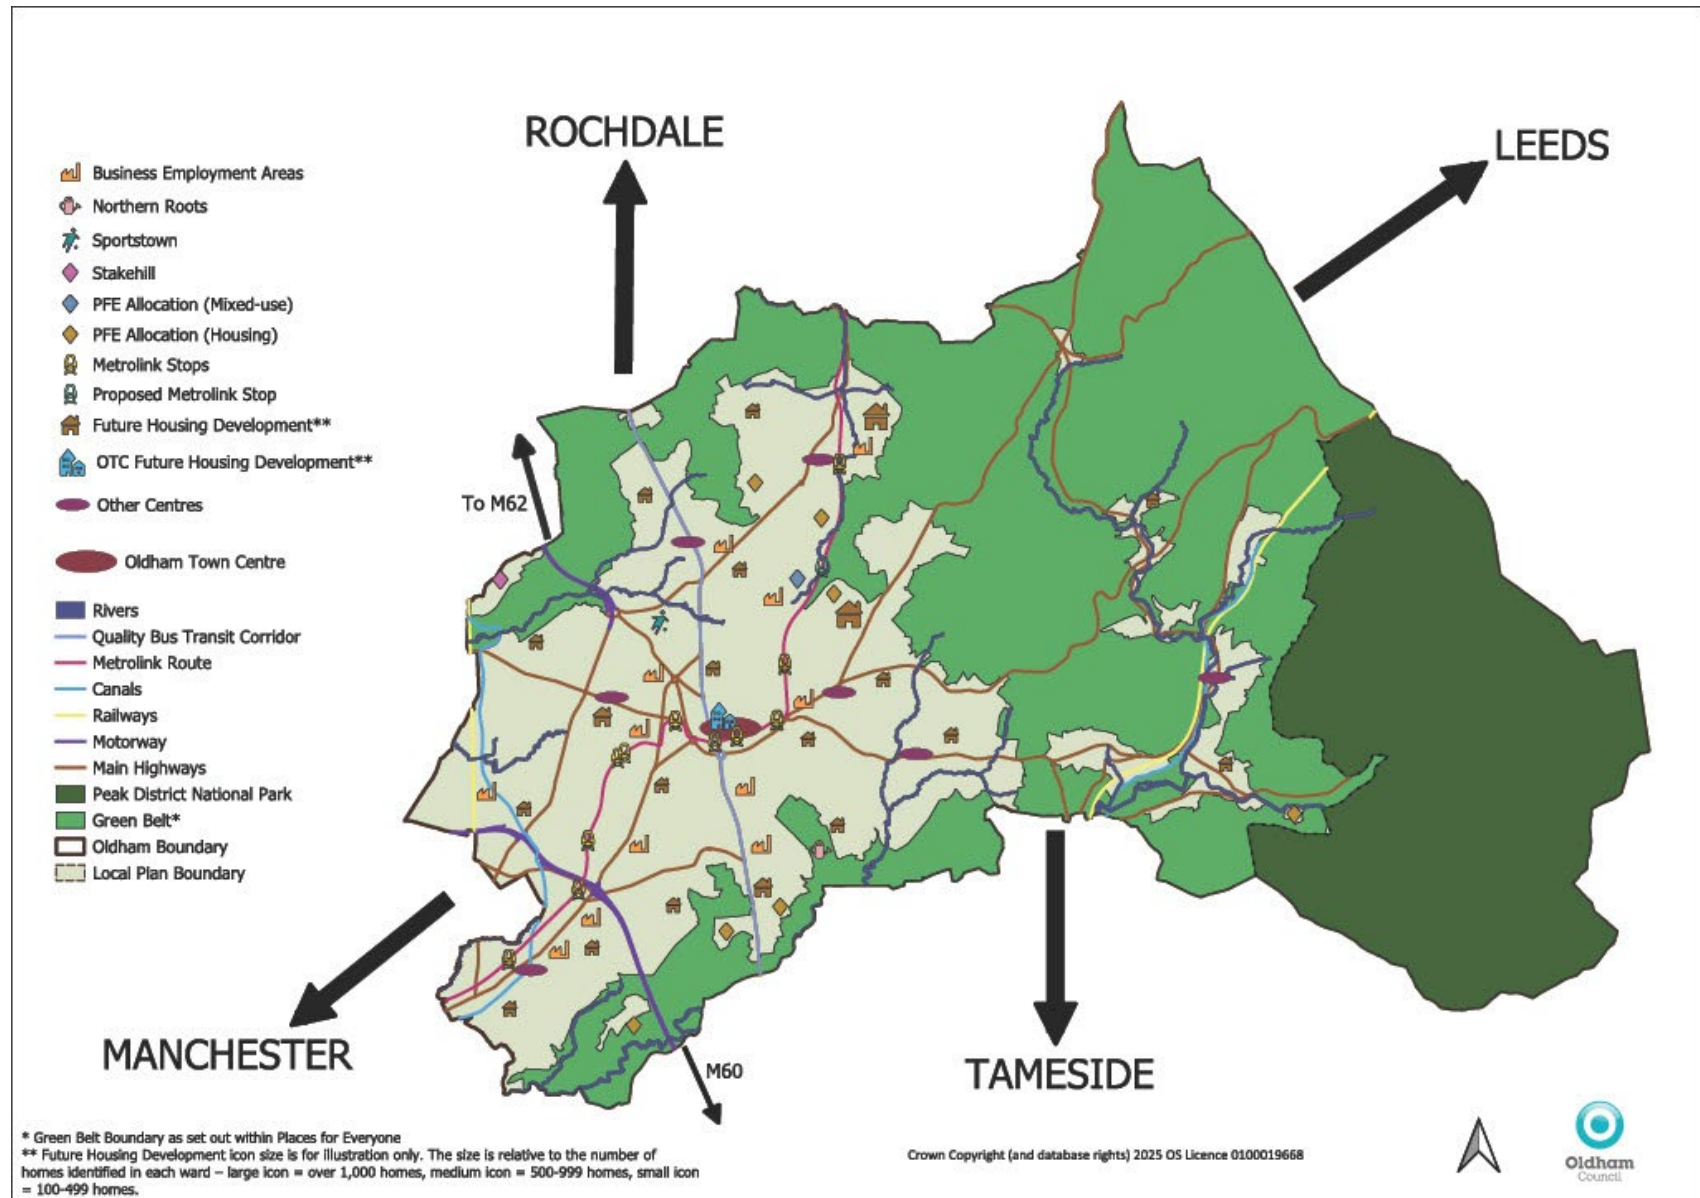 ROCHDALE
LEEDS
Business Employment Areas
Northern Roots
Sportstown
Stakehill
PFE Allocation (Mixed-use)
PFE Allocation (Housing)
Metrolink Stops
Proposed Metrolink Stop
Future Housing Development**
OTC Future Housing Development**
To M62
Other Centres
Oldham Town Centre
Rivers
Quality Bus Transit Corridor
Metrolink Route
Canals
Railways
Motorway
Main Highways
Peak District National Park
Green Belt*
Oldham Boundary
Local Plan Boundary
MANCHESTER
M60
TAMESIDE
* Green Belt Boundary as set out within Places for Everyone
** Future Housing Development icon size is for illustration only. The size is relative to the number of
homes identified in each ward – large icon = over 1,000 homes, medium icon = 500-999 homes, small icon
= 100-499 homes.
Crown Copyright (and database rights) 2025 OS Licence 0100019668
Oldham
Council